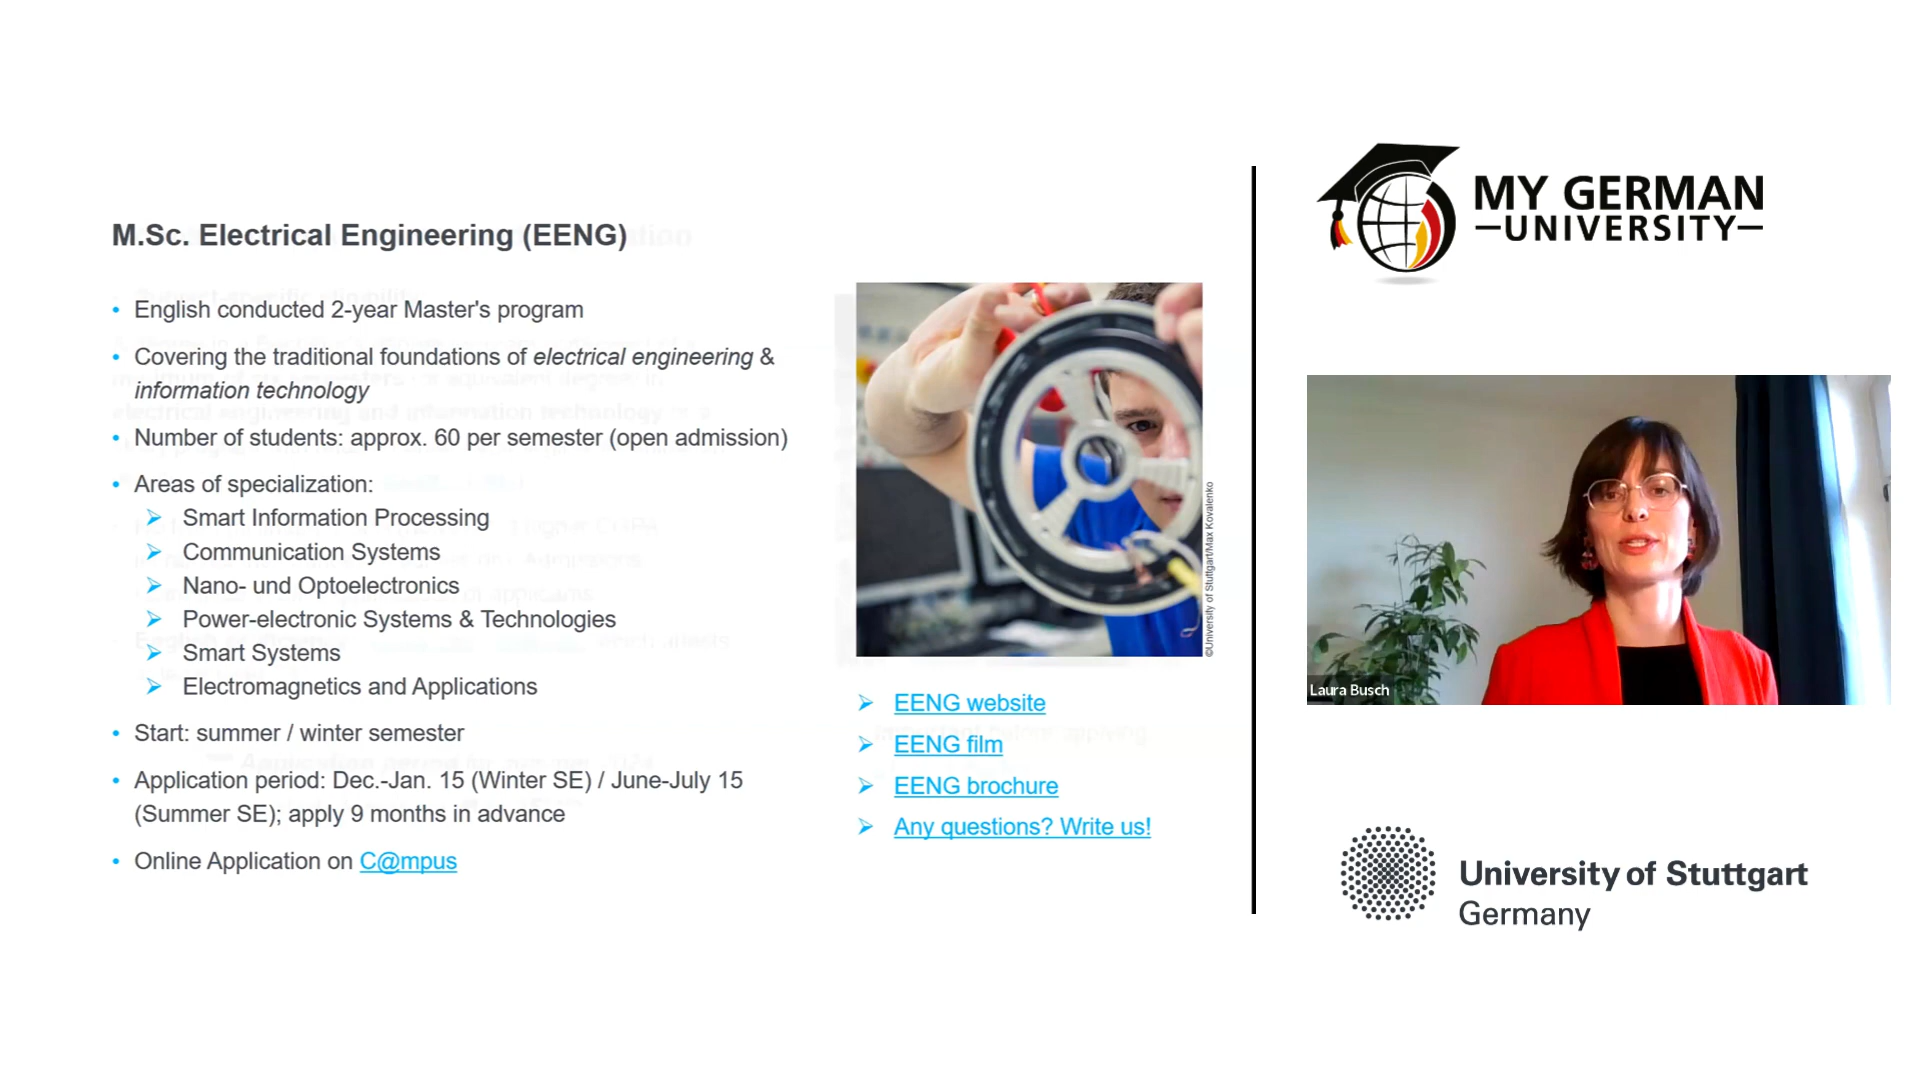 M.Sc. Electrical Engineering (EENG)
• English conducted 2-year Master's program
• Covering the traditional foundations of electrical engineering &
information technology
• Number of students: approx. 60 per semester (open admission)
• Areas of specialization:
➢ Smart Information Processing
➢ Communication Systems
➢ Nano- und Optoelectronics
➢ Power-electronic Systems & Technologies
➢ Smart Systems
➢ Electromagnetics and Applications
• Start: summer / winter semester
• Application period: Dec.-Jan. 15 (Winter SE) / June-July 15
(Summer SE); apply 9 months in advance
• Online Application on C@mpus
©University of Stuttgart/Max Kovalenko
➢ EENG website
➢ EENG film
➢ EENG brochure
➢ Any questions? Write us!
MY GERMAN
UNIVERSITY
Laura Busch
University of Stuttgart
Germany